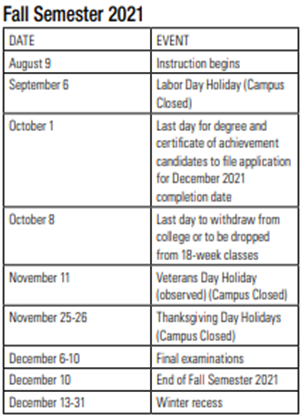 Fall Semester 2021
DATE EVENT
August 9 Instruction begins
September 6 Labor Day Holiday (Campus
Closed)
October 1 Last day for degree and
certificate of achievement
candidates to file application
for December 2021
completion date
October 8 Last day to withdraw from
college or to be dropped
from 18-week classes
November 11 Veterans Day Holiday
(observed) (Campus Closed)
November 25-26 Thanksgiving Day Holidays
(Campus Closed)
December 6-10 Final examinations
December 10 End of Fall Semester 2021
December 13-31 Winter recess